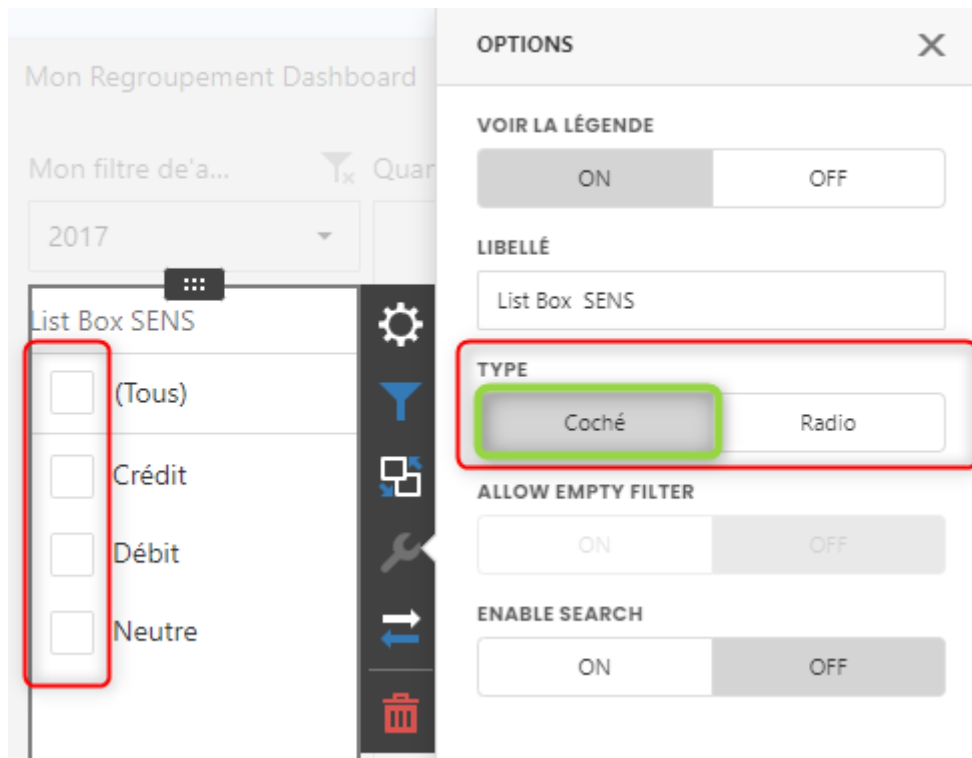 Mon Regroupement Dashboard
Mon filtre de'a...
Quar
2017
List Box SENS
(Tous)
Crédit
Débit
Neutre
OPTIONS
VOIR LA LÉGENDE
ON OFF
LIBELLÉ
List Box SENS
TYPE
Coché Radio
ALLOW EMPTY FILTER
ON OFF
ENABLE SEARCH
ON OFF